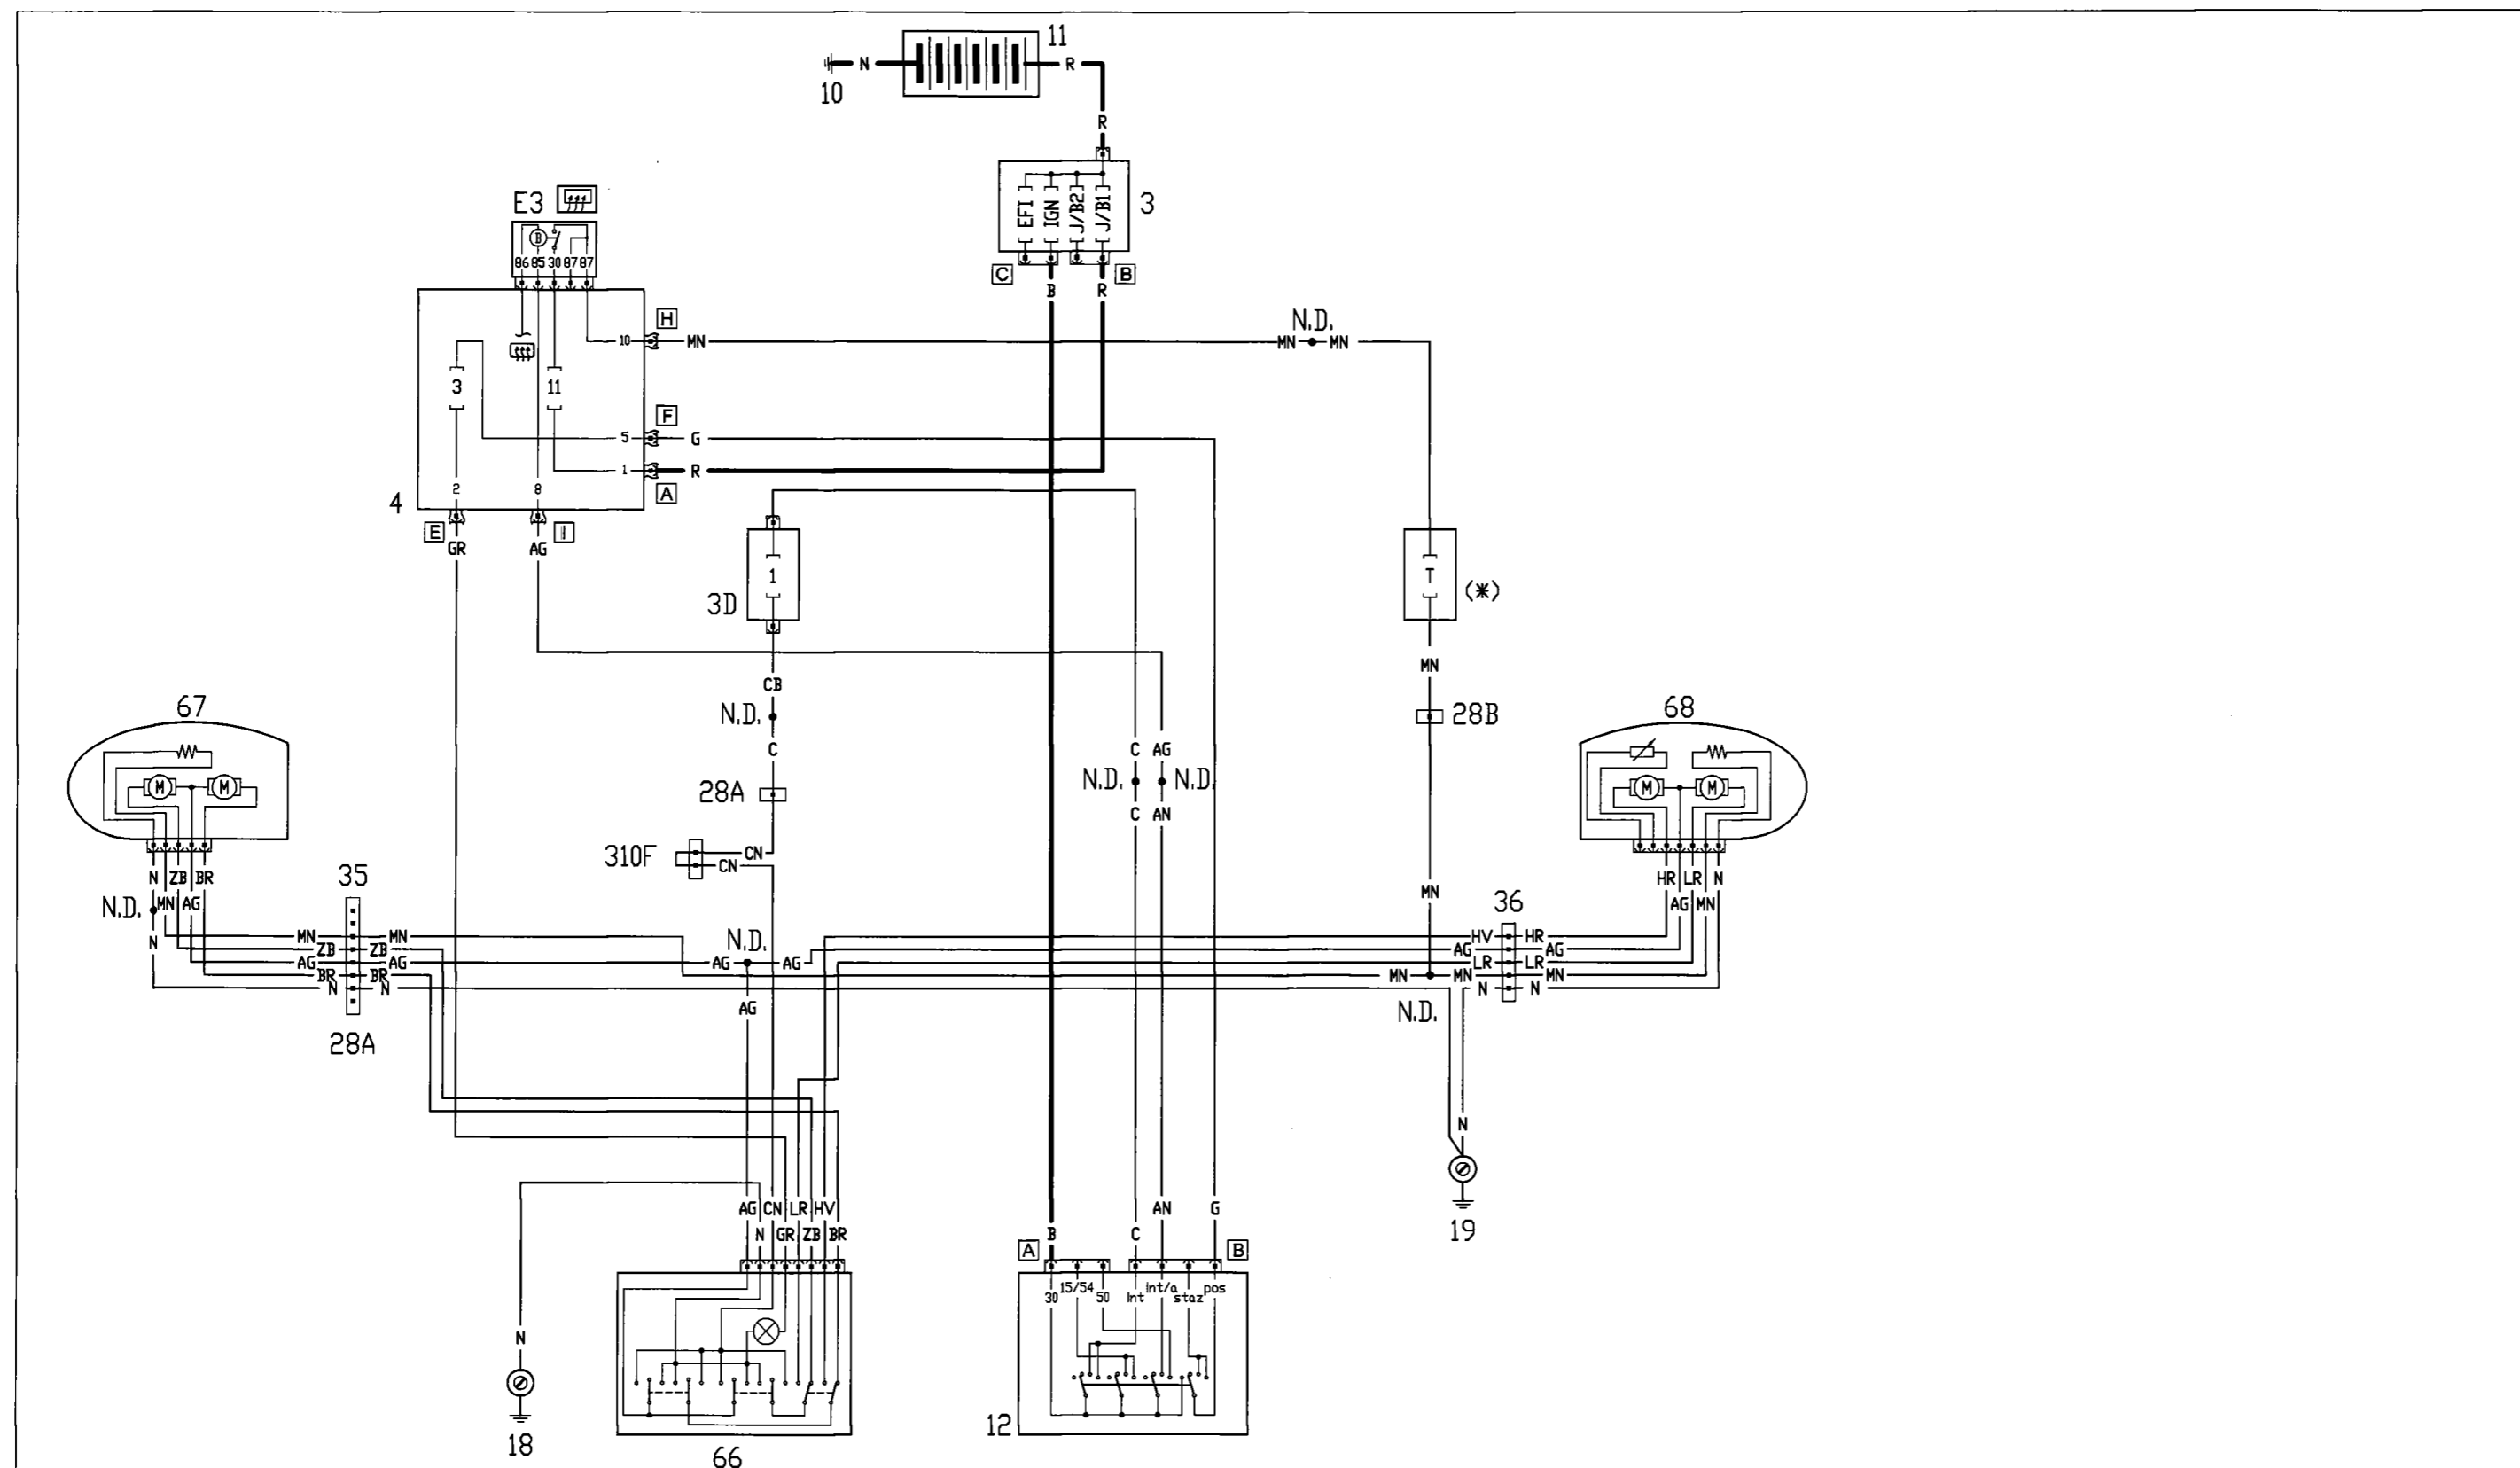 11
N R
10
R
E3
EFI IGN J/B2 J/B1
3
B
86 85 30 87 87
C B
B R
H
N.D.
10 MN MN MN
3 11
F
5 G
1 R
2 8
A
4
E I
GR AG
1
T
(*)
3D
MN
CB
67
N.D.
28B
68
C
C AG
M M
M M
28A
N.D. N.D.
C AN
310F
CN
CN
N ZB BR
35
HR LR N
MN
N.D. MN AG
36
AG MN
N
MN MN
N.D.
HV HR
ZB ZB
AG AG
AG AG
AG AG
LR LR
BR BR
MN MN MN
N N
N N
AG
N.D.
28A
N
AG CN LR HV
AN G
19
N GR ZB BR
B C
A B
30 15/54 50 Int int/a staz pos
N
12
18
66